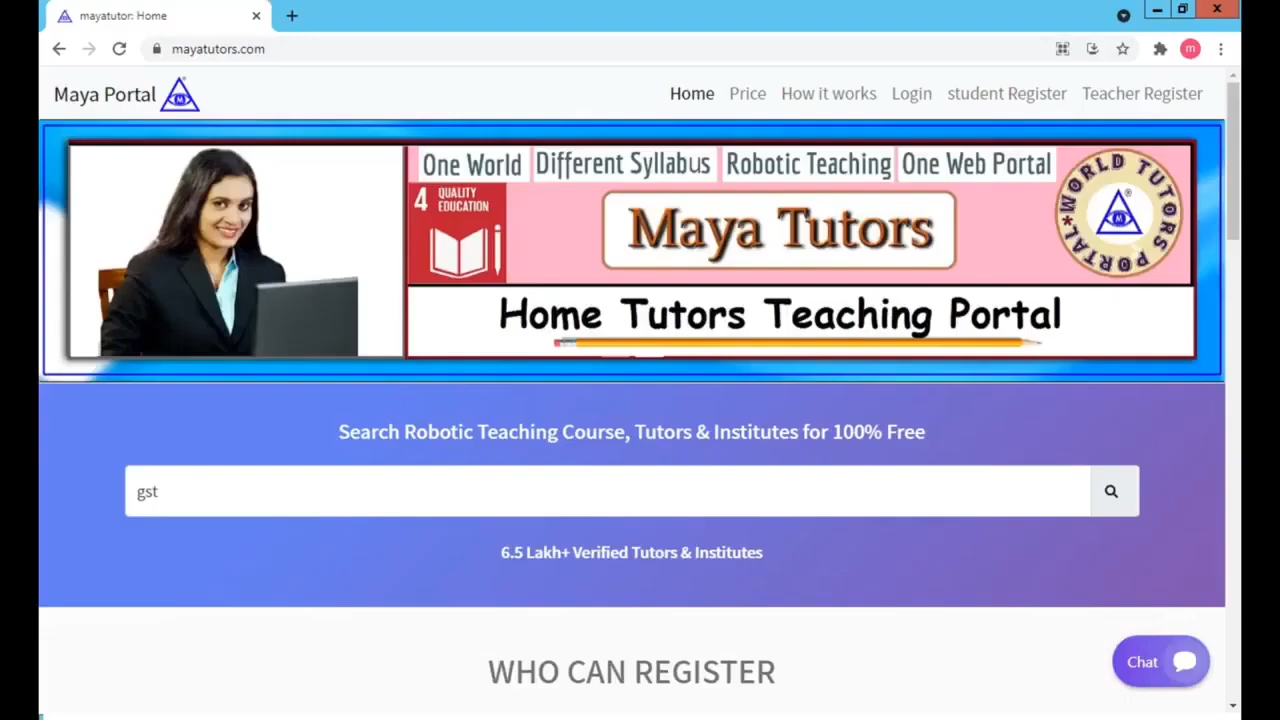 mayatutor: Home
mayatutors.com
m
Maya Portal
M
Home Price How it works Login student Register Teacher Register
One World Different Syllabus Robotic Teaching One Web Portal
4 QUALITY EDUCATION
Maya Tutors
WORLD TUTORS PORTAL*
M
Home Tutors Teaching Portal
Search Robotic Teaching Course, Tutors & Institutes for 100% Free
gst
6.5 Lakh+ Verified Tutors & Institutes
WHO CAN REGISTER
Chat